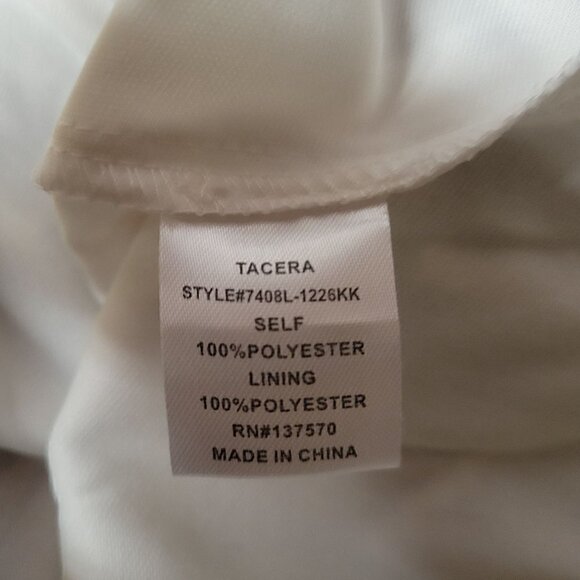 TACERA
STYLE#7408L-1226KK
SELF
100%POLYESTER
LINING
100%POLYESTER
RN#137570
MADE IN CHINA